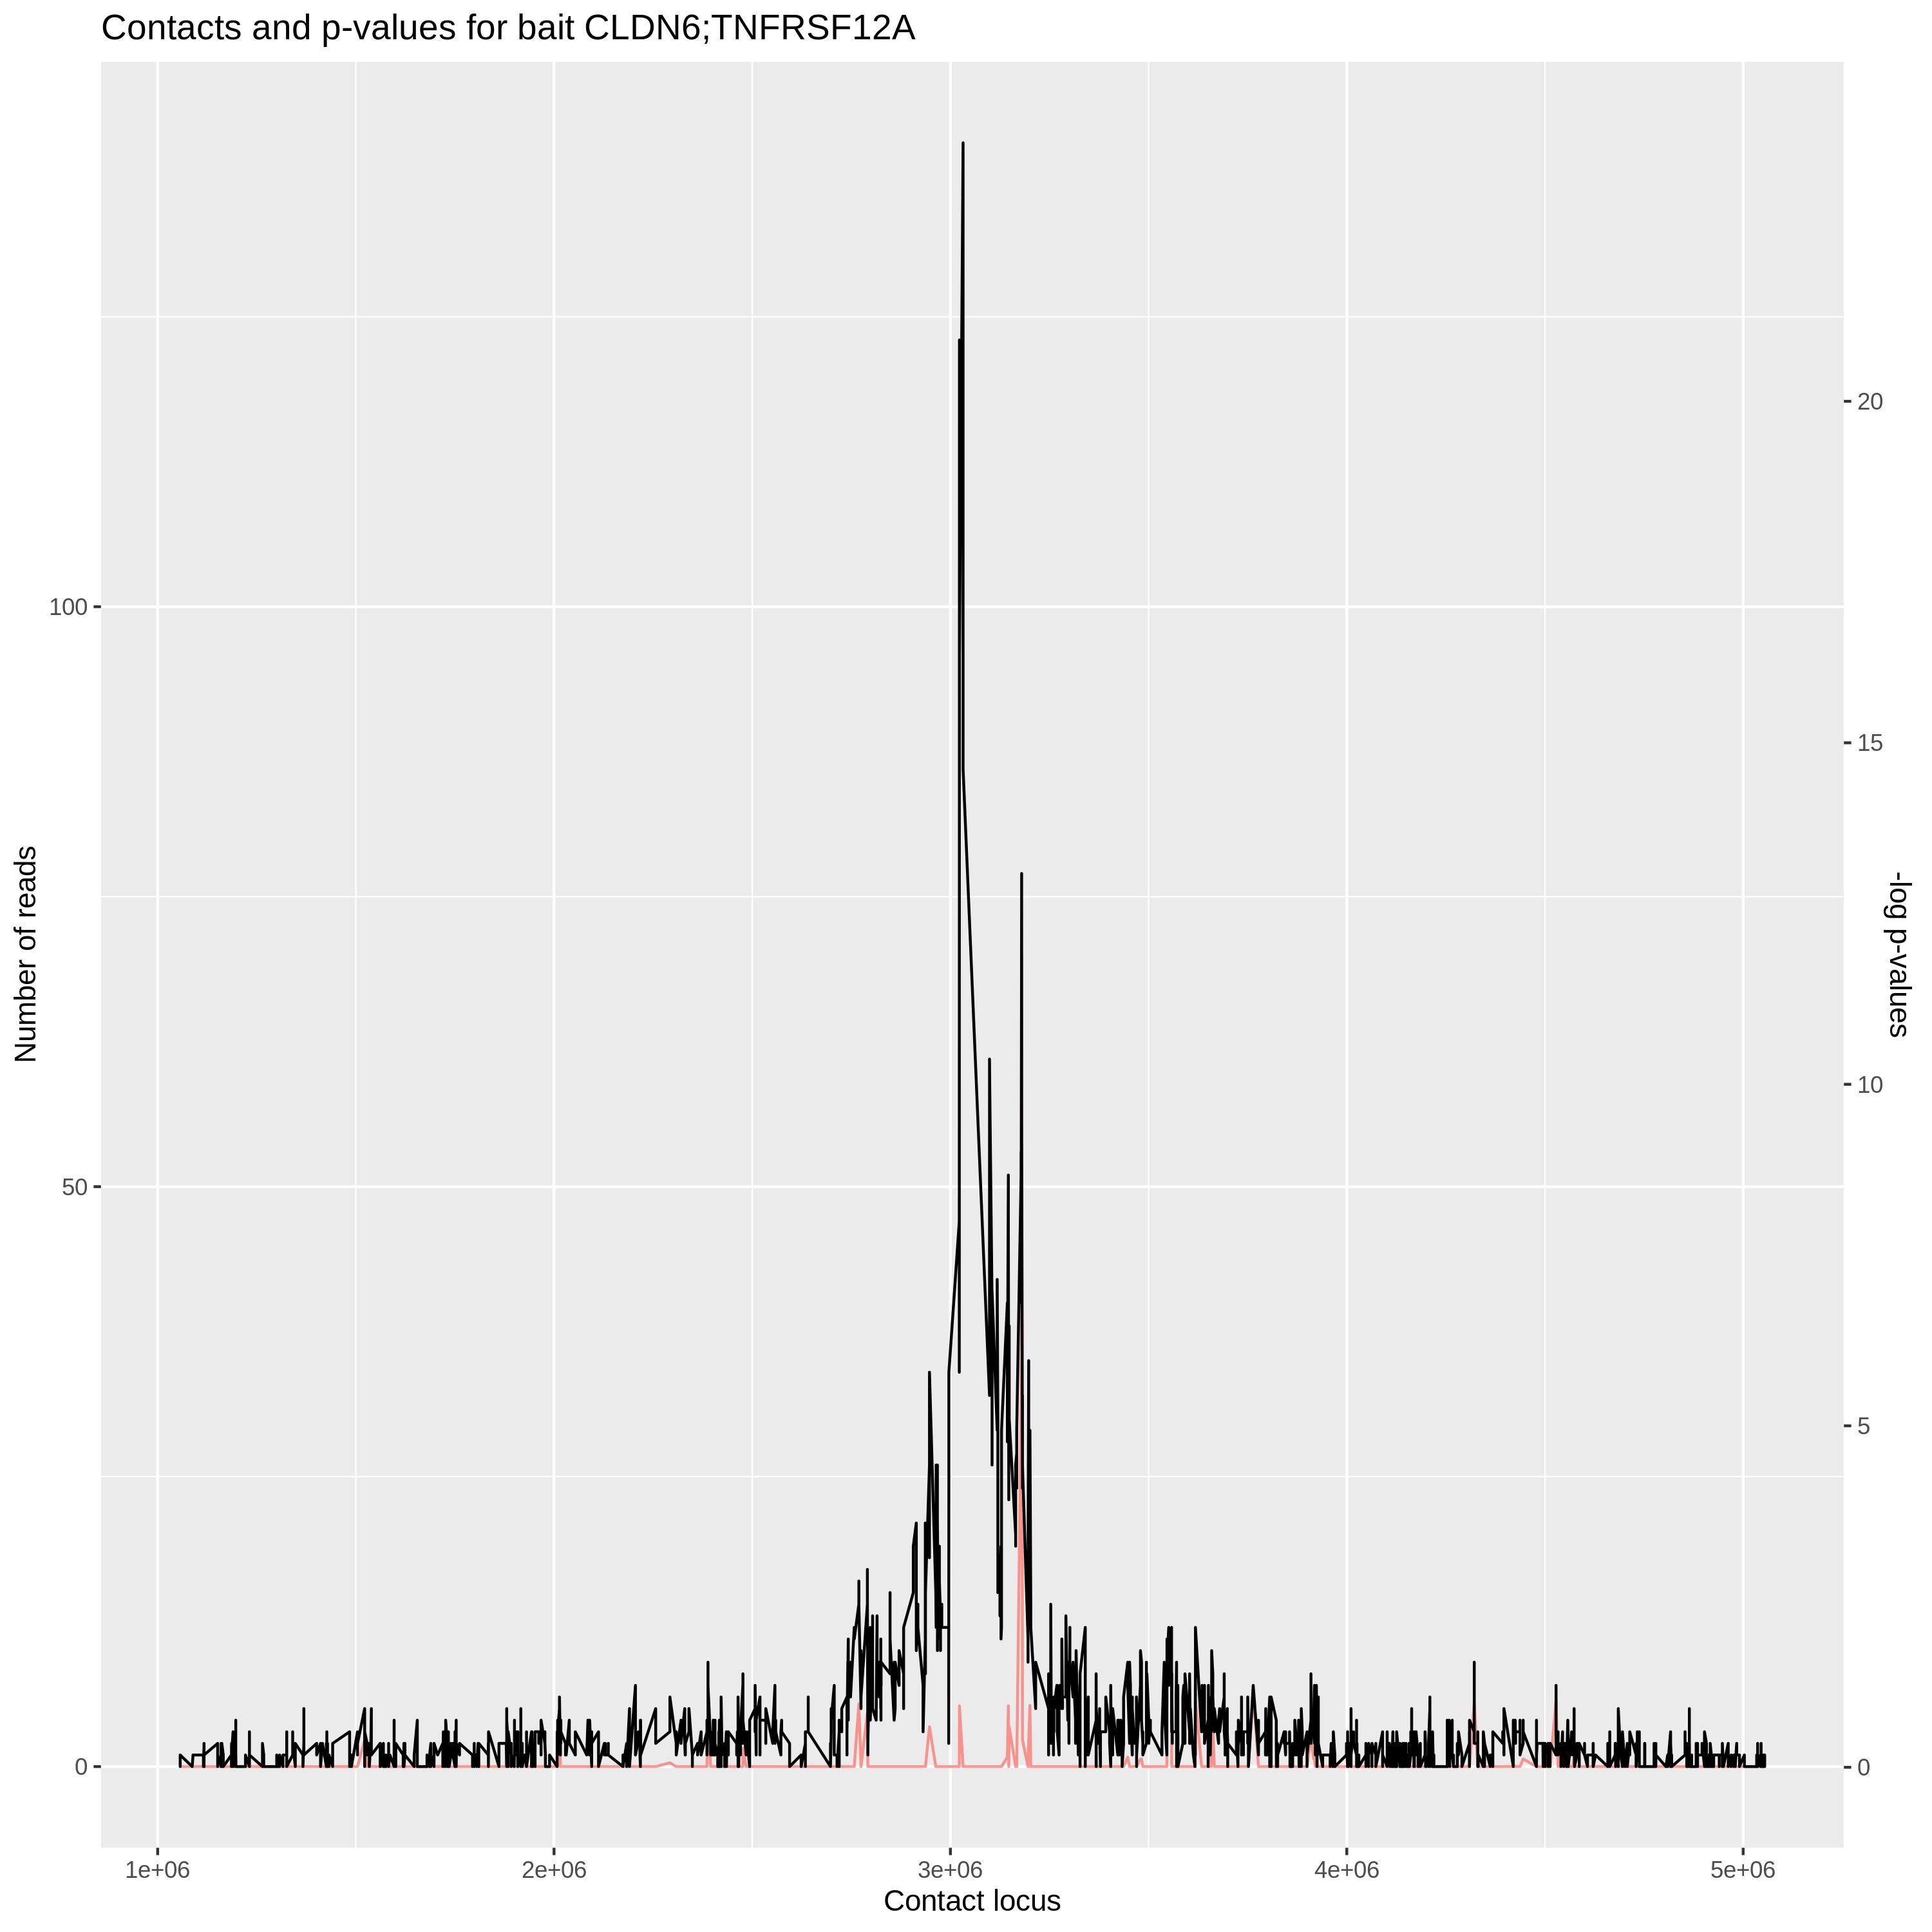 Contacts and p-values for bait CLDN6;TNFRSF12A
Number of reads
100
50
0
20
15
10
5
0
-log p-values
1e+06
2e+06
3e+06
4e+06
5e+06
Contact locus